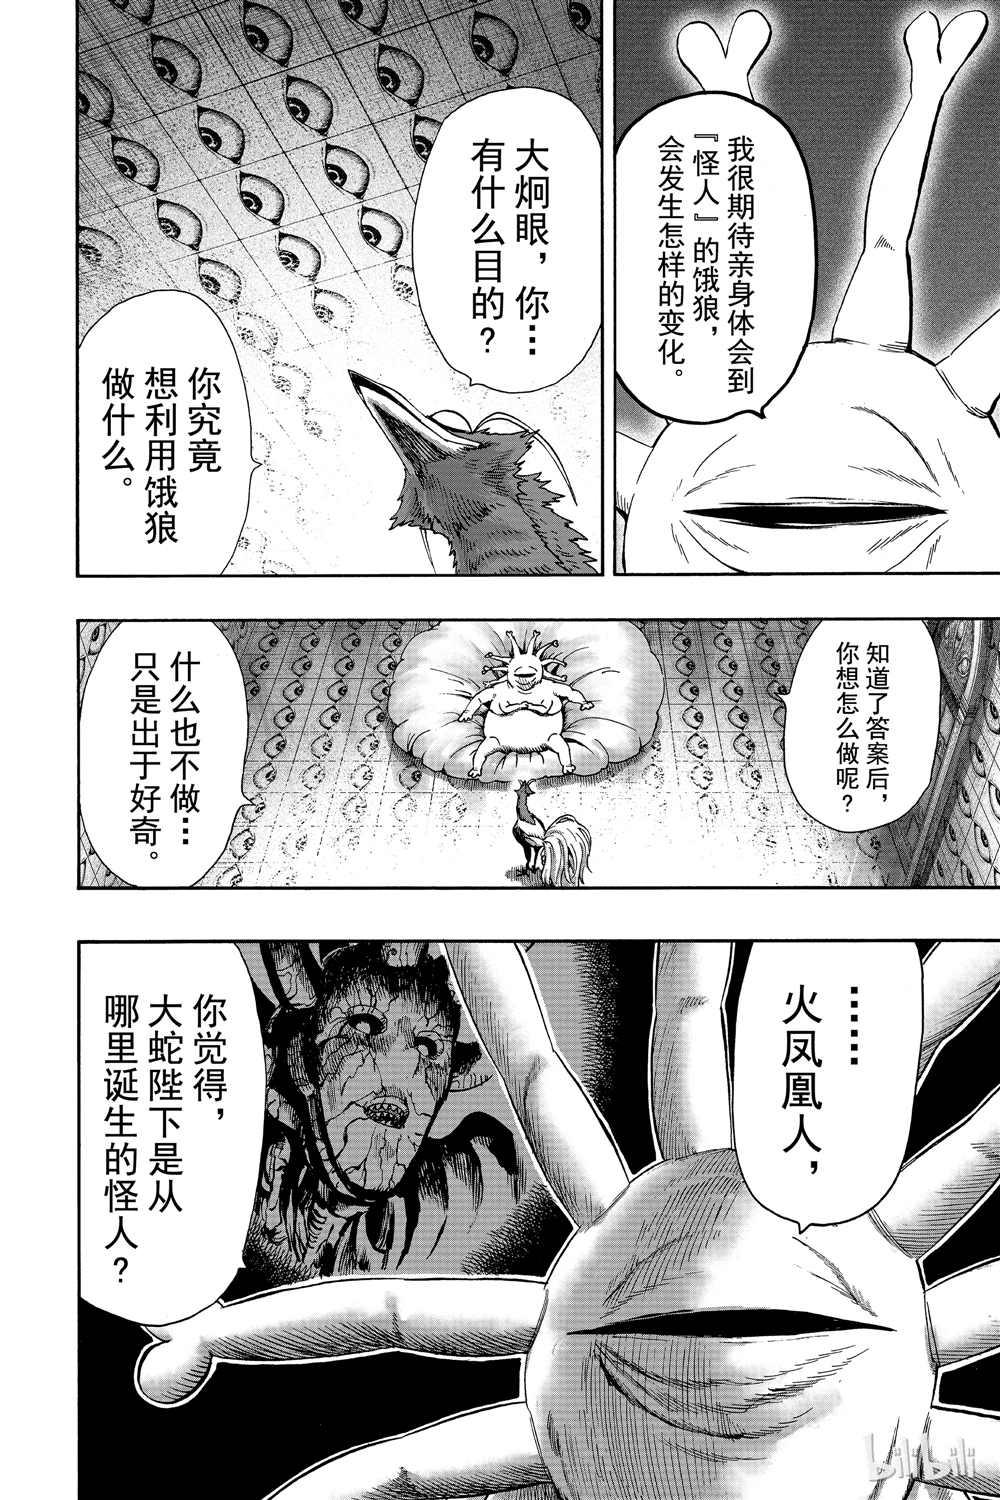 我很期待亲身体会到
『怪人』的饿狼，
会发生怎样的变化。
大炯眼，你…
有什么目的？
你究竟
想利用饿狼
做什么。
知道了答案后，
你想怎么做呢？
什么也不做…
只是出于好奇。
……
火凤凰人，
你觉得，
大蛇陛下是从
哪里诞生的怪人？
bilibili